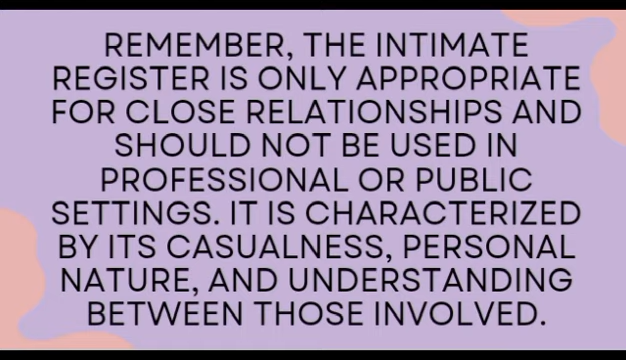 REMEMBER, THE INTIMATE
REGISTER IS ONLY APPROPRIATE
FOR CLOSE RELATIONSHIPS AND
SHOULD NOT BE USED IN
PROFESSIONAL OR PUBLIC
SETTINGS. IT IS CHARACTERIZED
BY ITS CASUALNESS, PERSONAL
NATURE, AND UNDERSTANDING
BETWEEN THOSE INVOLVED.